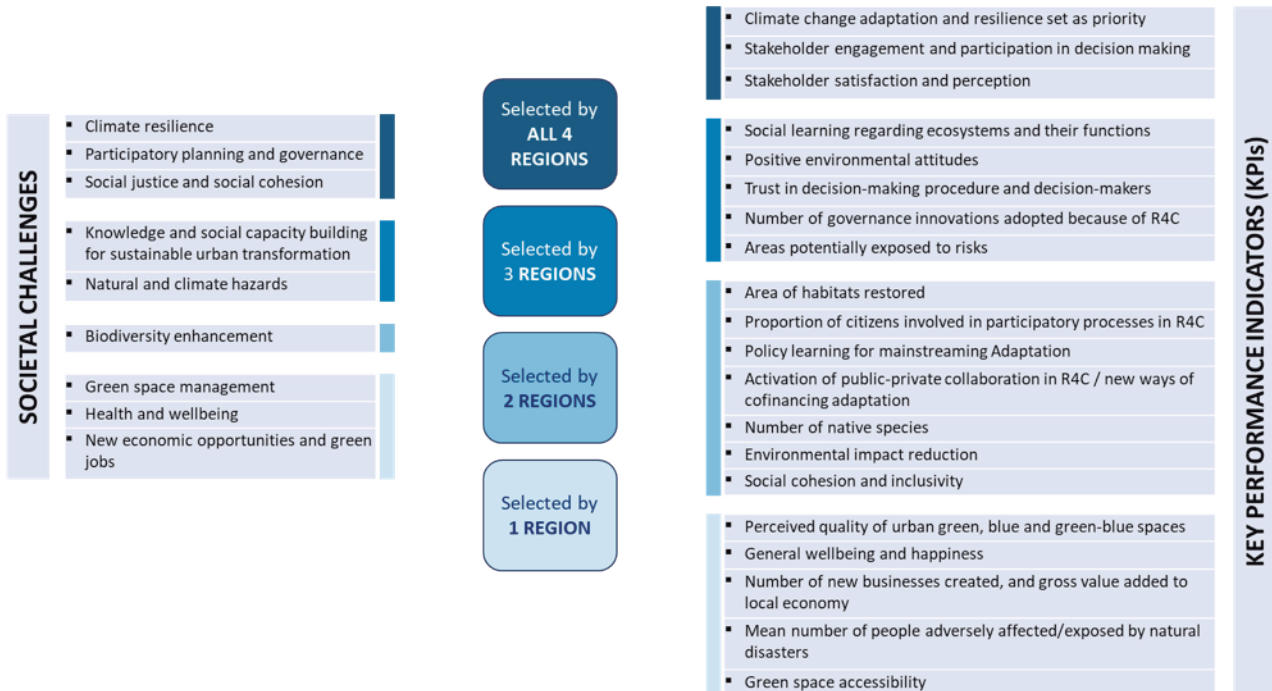 SOCIETAL CHALLENGES
▪ Climate resilience
▪ Participatory planning and governance
▪ Social justice and social cohesion
▪ Knowledge and social capacity building
for sustainable urban transformation
▪ Natural and climate hazards
▪ Biodiversity enhancement
▪ Green space management
▪ Health and wellbeing
▪ New economic opportunities and green
jobs
Selected by
ALL 4
REGIONS
Selected by
3 REGIONS
Selected by
2 REGIONS
Selected by
1 REGION
▪ Climate change adaptation and resilience set as priority
▪ Stakeholder engagement and participation in decision making
▪ Stakeholder satisfaction and perception
▪ Social learning regarding ecosystems and their functions
▪ Positive environmental attitudes
▪ Trust in decision-making procedure and decision-makers
▪ Number of governance innovations adopted because of R4C
▪ Areas potentially exposed to risks
▪ Area of habitats restored
▪ Proportion of citizens involved in participatory processes in R4C
▪ Policy learning for mainstreaming Adaptation
▪ Activation of public-private collaboration in R4C / new ways of
cofinancing adaptation
▪ Number of native species
▪ Environmental impact reduction
▪ Social cohesion and inclusivity
▪ Perceived quality of urban green, blue and green-blue spaces
▪ General wellbeing and happiness
▪ Number of new businesses created, and gross value added to
local economy
▪ Mean number of people adversely affected/exposed by natural
disasters
▪ Green space accessibility
KEY PERFORMANCE INDICATORS (KPIs)